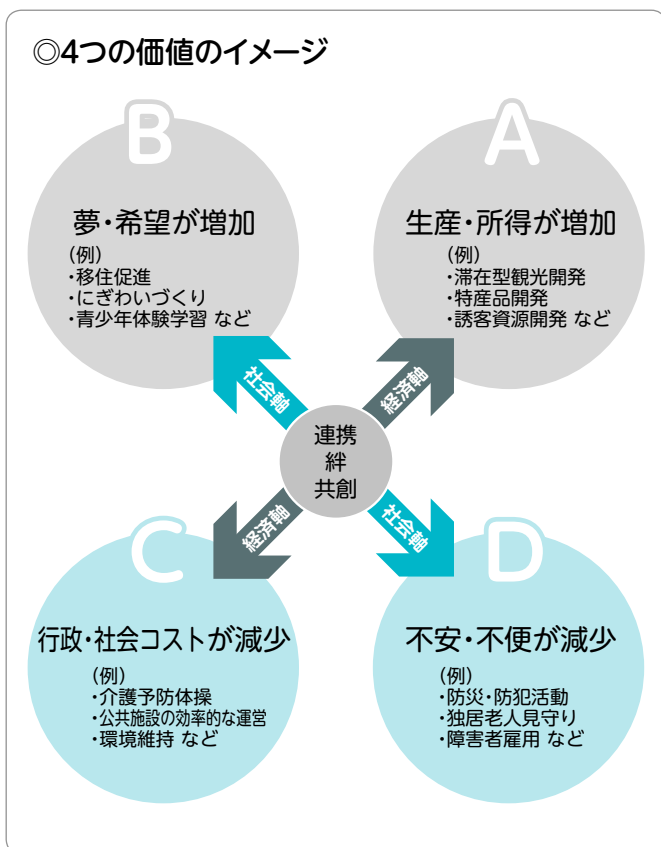 ◎4つの価値のイメージ
B
夢・希望が増加
(例)
・移住促進
・にぎわいづくり
・青少年体験学習 など
A
生産・所得が増加
(例)
・滞在型観光開発
・特産品開発
・誘客資源開発 など
社会軸
経済軸
連携
絆
共創
経済軸
社会軸
C
行政・社会コストが減少
(例)
・介護予防体操
・公共施設の効率的な運営
・環境維持 など
D
不安・不便が減少
(例)
・防災・防犯活動
・独居老人見守り
・障害者雇用 など